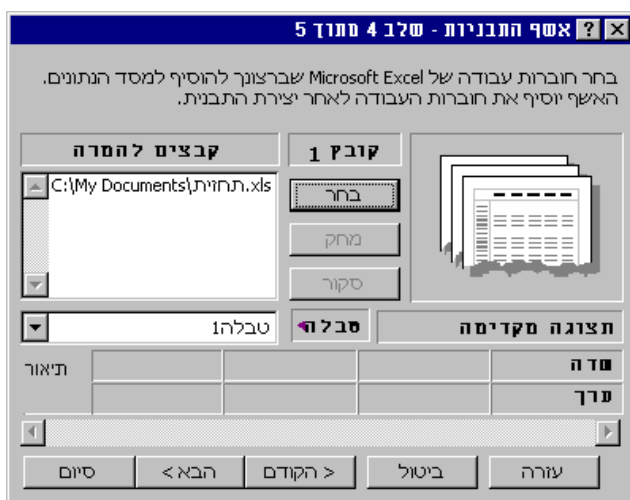 אשף התבניות - שלב 4 מתוך 5
בחר חוברות עבודה של Microsoft Excel שברצונך להוסיף למסד הנתונים.
האשף יוסיף את חוברות העבודה לאחר יצירת התבנית.
קובץ 1
קבצים להמרה
C:\My Documents\תחזית.xls
בחר
מחק
סקור
תצוגה מקדימה
טבלה
טבלה1
שדה
תיאור
ערך
עזרה
ביטול
< הקודם
הבא >
סיום